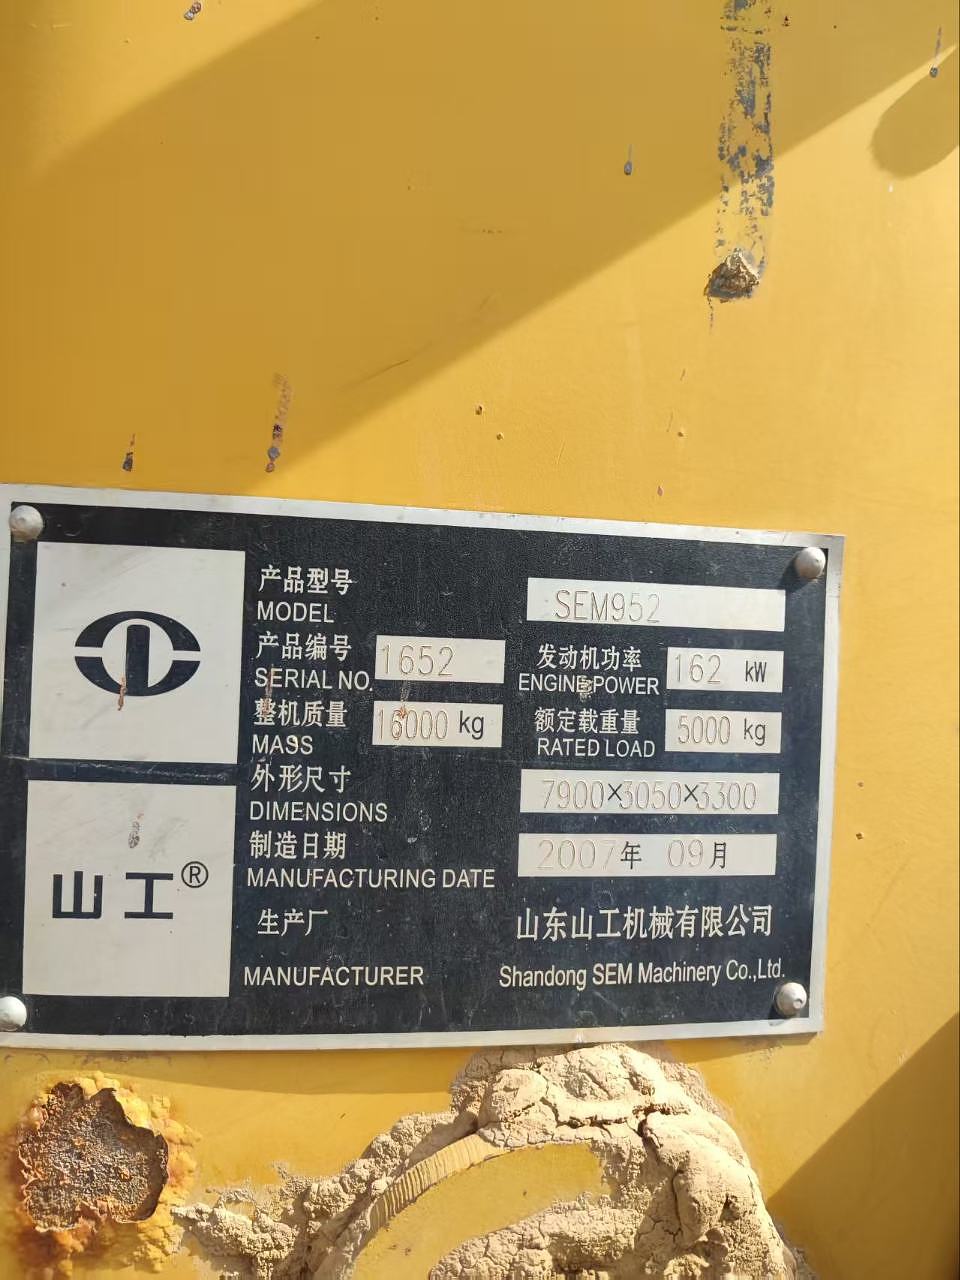 产品型号
MODEL
SEM952
产品编号
SERIAL NO.
1652
发动机功率
ENGINE POWER
162 kW
整机质量
MASS
16000 kg
额定载重量
RATED LOAD
5000 kg
外形尺寸
DIMENSIONS
7900×3050×3300
制造日期
MANUFACTURING DATE
2007年 09月
生产厂
山东山工机械有限公司
MANUFACTURER
Shandong SEM Machinery Co.,Ltd.
山工®